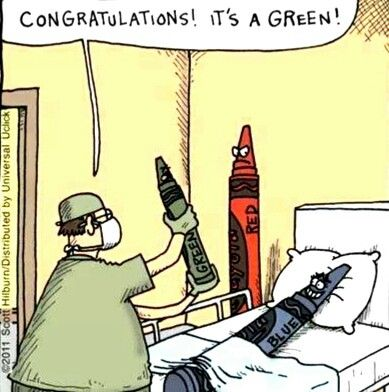 CONGRATULATIONS! IT'S A GREEN!
GREEN
RED
BLUE
©2011 Scott Hilburn/Distributed by Universal Uclick